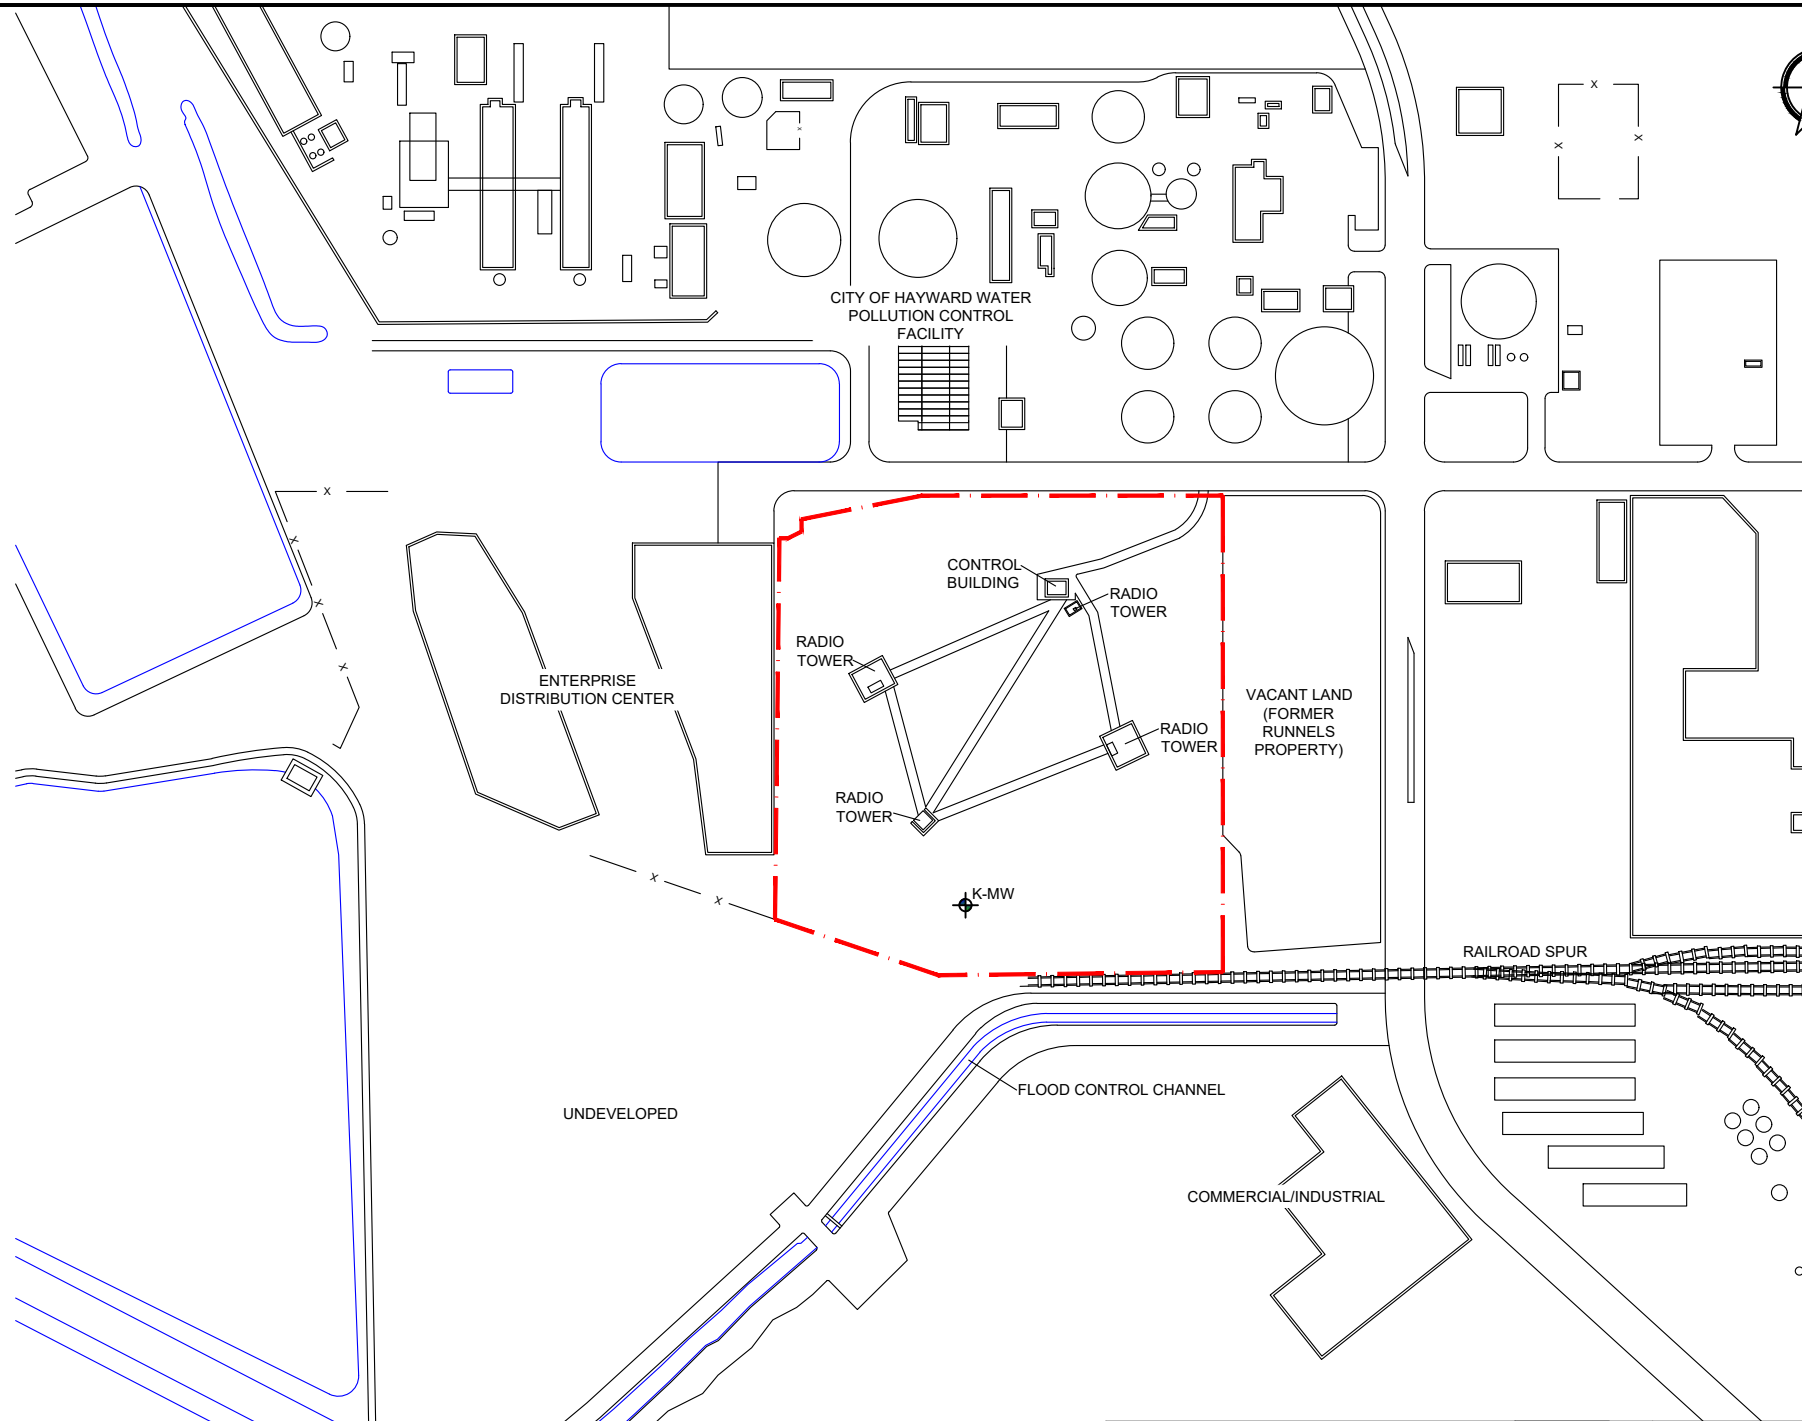 CITY OF HAYWARD WATER
POLLUTION CONTROL
FACILITY
CONTROL
BUILDING
RADIO
TOWER
RADIO
TOWER
ENTERPRISE
DISTRIBUTION CENTER
VACANT LAND
(FORMER
RUNNELS
PROPERTY)
RADIO
TOWER
RADIO
TOWER
K-MW
RAILROAD SPUR
FLOOD CONTROL CHANNEL
UNDEVELOPED
COMMERCIAL/INDUSTRIAL